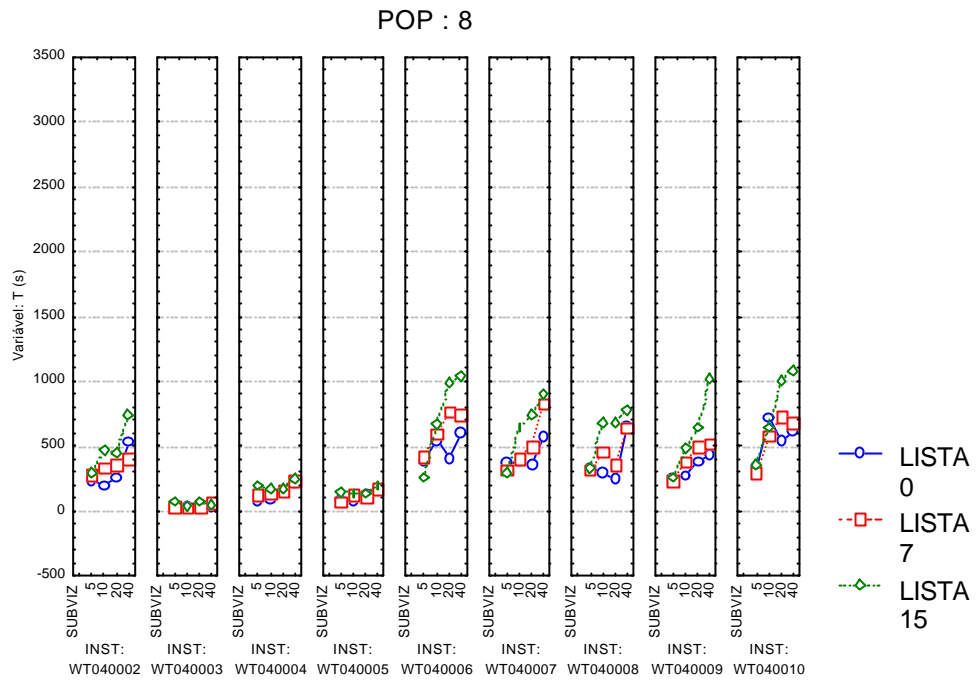 POP : 8
Variável: T (s)
3500
3000
2500
2000
1500
1000
500
0
-500
SUBVIZ 5 10 20 40
SUBVIZ 5 10 20 40
SUBVIZ 5 10 20 40
SUBVIZ 5 10 20 40
SUBVIZ 5 10 20 40
SUBVIZ 5 10 20 40
SUBVIZ 5 10 20 40
SUBVIZ 5 10 20 40
SUBVIZ 5 10 20 40
INST: INST: INST: INST: INST: INST: INST: INST: INST:
WT040002 WT040003 WT040004 WT040005 WT040006 WT040007 WT040008 WT040009 WT040010
LISTA
0
LISTA
7
LISTA
15